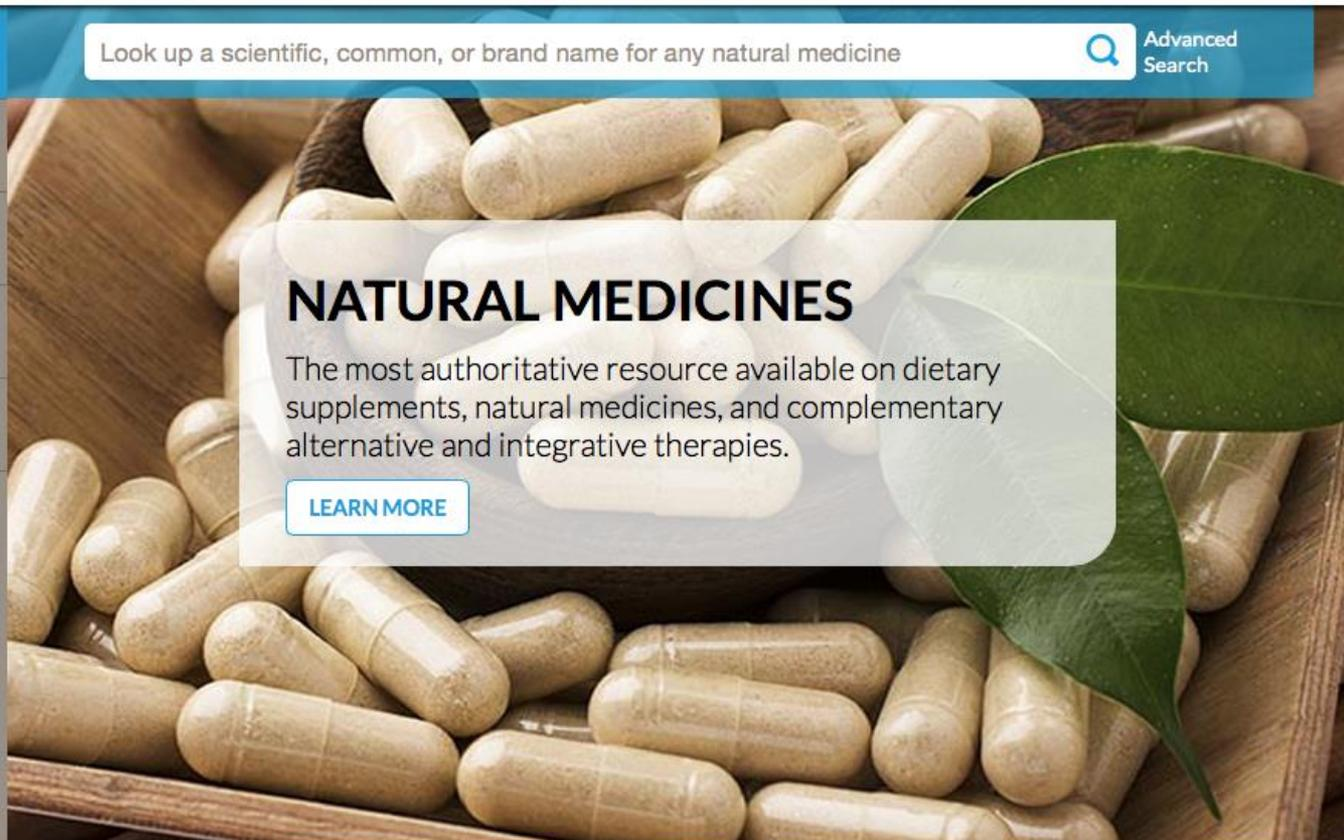 Look up a scientific, common, or brand name for any natural medicine
Advanced
Search
NATURAL MEDICINES
The most authoritative resource available on dietary
supplements, natural medicines, and complementary
alternative and integrative therapies.
LEARN MORE